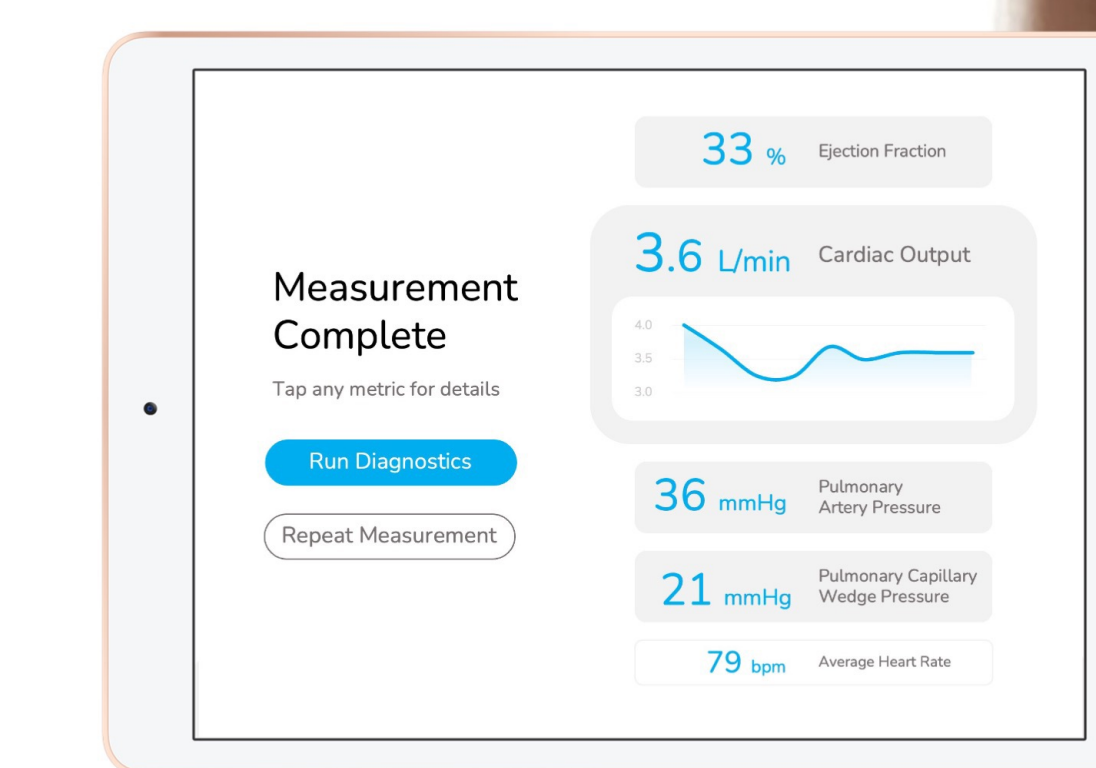 Measurement
Complete
Tap any metric for details
Run Diagnostics
Repeat Measurement
33 % Ejection Fraction
3.6 L/min Cardiac Output
4.0
3.5
3.0
36 mmHg Pulmonary
Artery Pressure
21 mmHg Pulmonary Capillary
Wedge Pressure
79 bpm Average Heart Rate